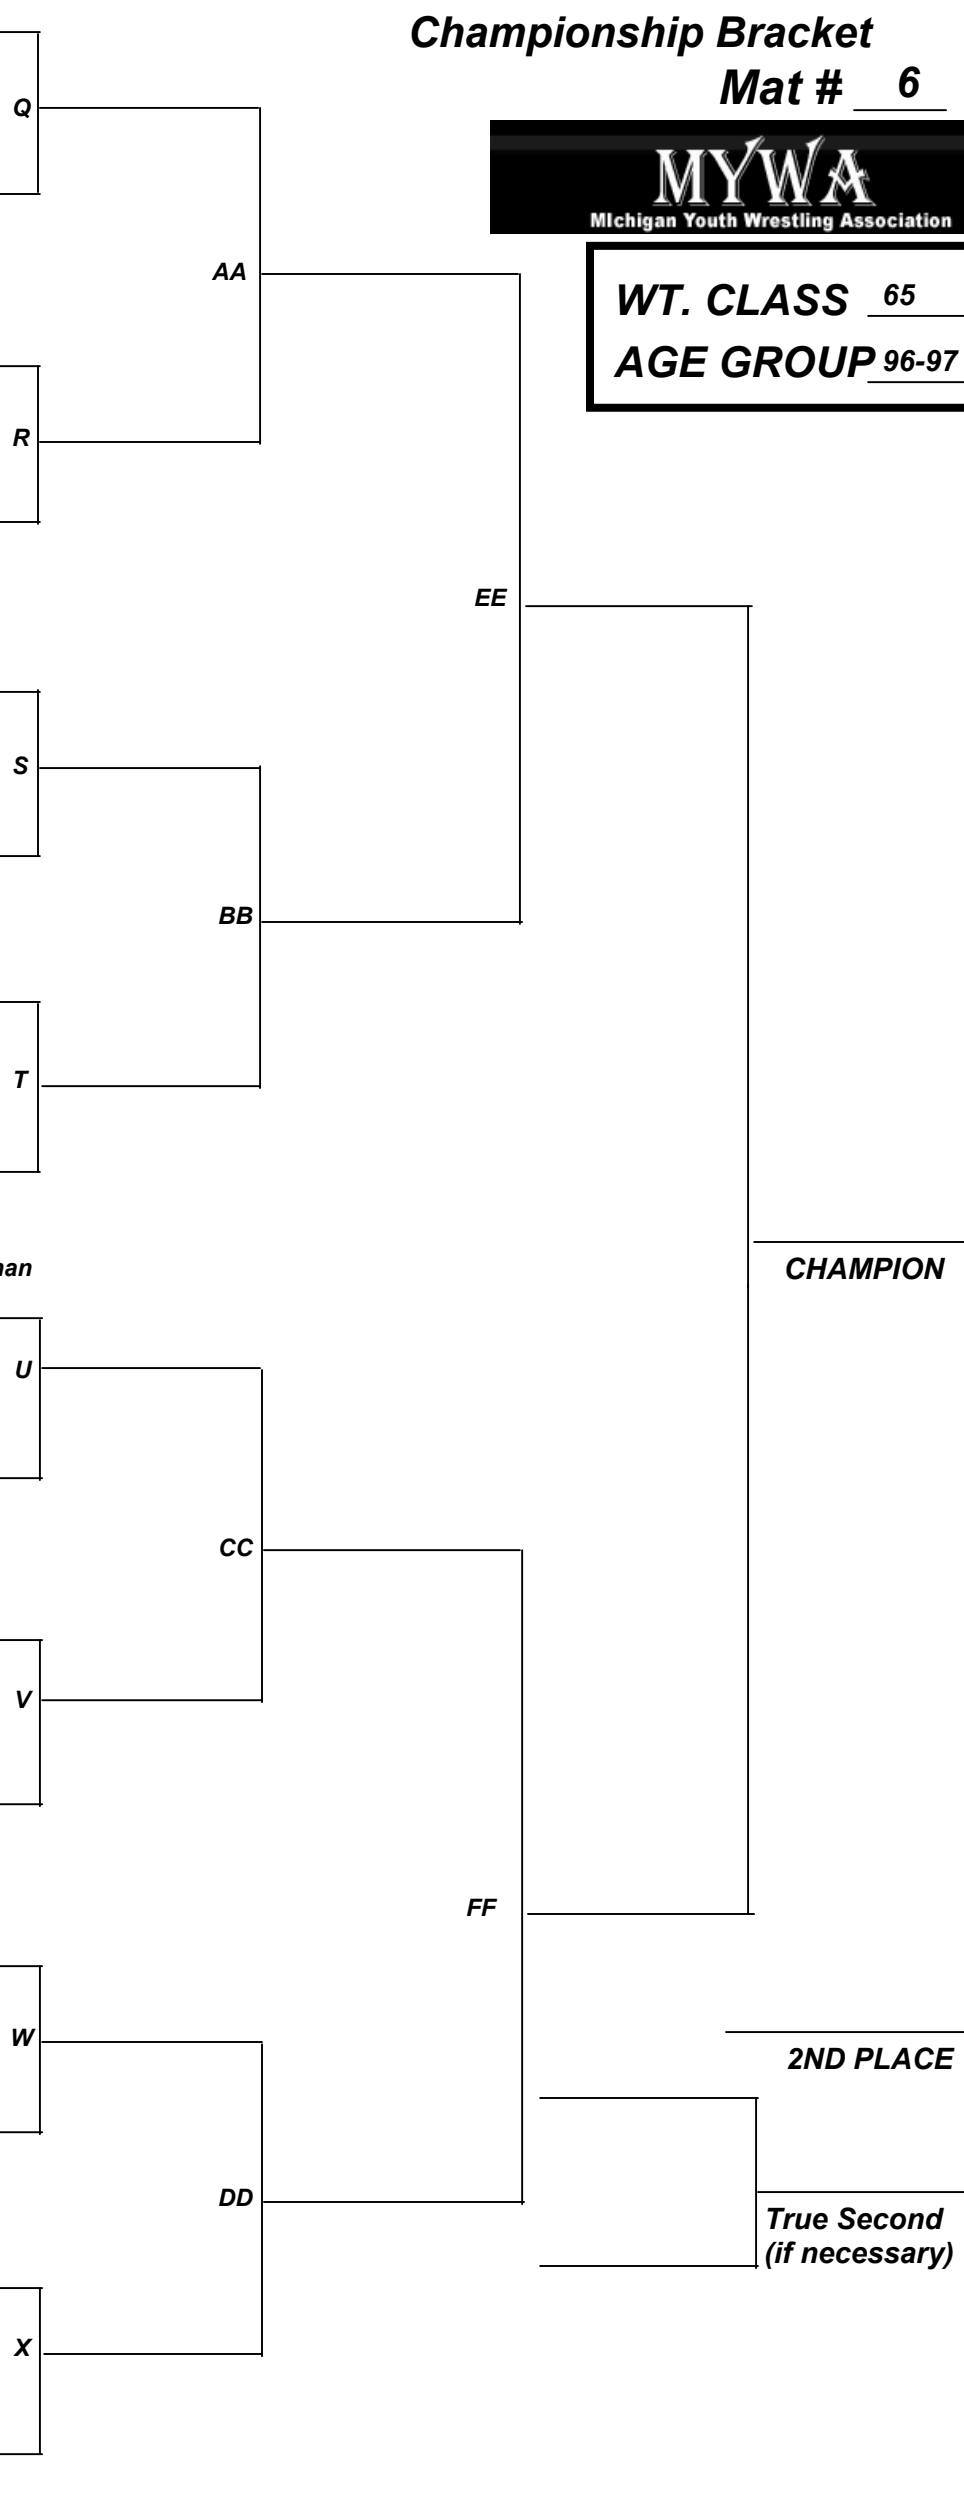 Championship Bracket
Mat # 6
Q
MYWA
MIchigan Youth Wrestling Association
AA
WT. CLASS 65
AGE GROUP 96-97
R
EE
S
BB
T
CHAMPION
U
CC
V
FF
W
2ND PLACE
DD
True Second
(if necessary)
X